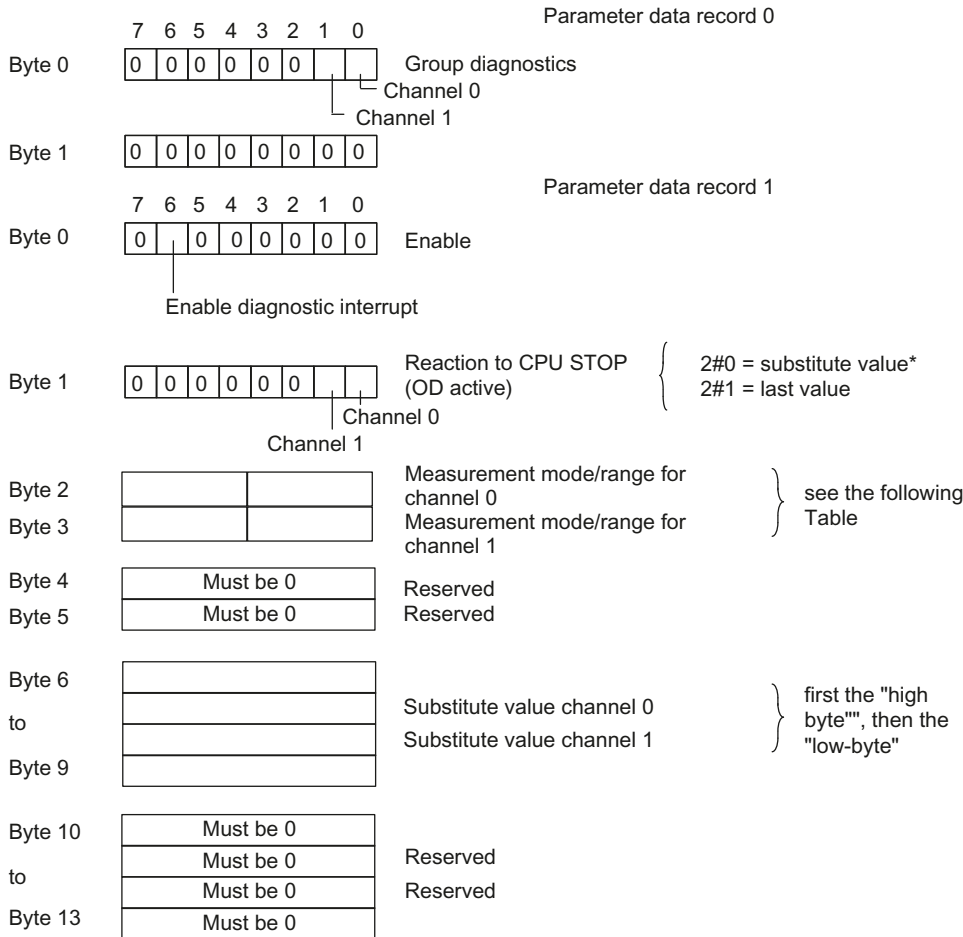 Parameter data record 0
7 6 5 4 3 2 1 0
Byte 0 0 0 0 0 0 0 Group diagnostics
Channel 0
Channel 1
Byte 1 0 0 0 0 0 0 0 0
Parameter data record 1
7 6 5 4 3 2 1 0
Byte 0 0 0 0 0 0 0 0 Enable
Enable diagnostic interrupt
Byte 1 0 0 0 0 0 0 Reaction to CPU STOP
(OD active)
2#0 = substitute value*
2#1 = last value
Channel 0
Channel 1
Byte 2 Measurement mode/range for
channel 0
Byte 3 Measurement mode/range for
channel 1
see the following
Table
Byte 4 Must be 0 Reserved
Byte 5 Must be 0 Reserved
Byte 6
to
Byte 9
Substitute value channel 0
Substitute value channel 1
first the "high
byte"", then the
"low-byte"
Byte 10 Must be 0
to Must be 0 Reserved
Must be 0 Reserved
Byte 13 Must be 0